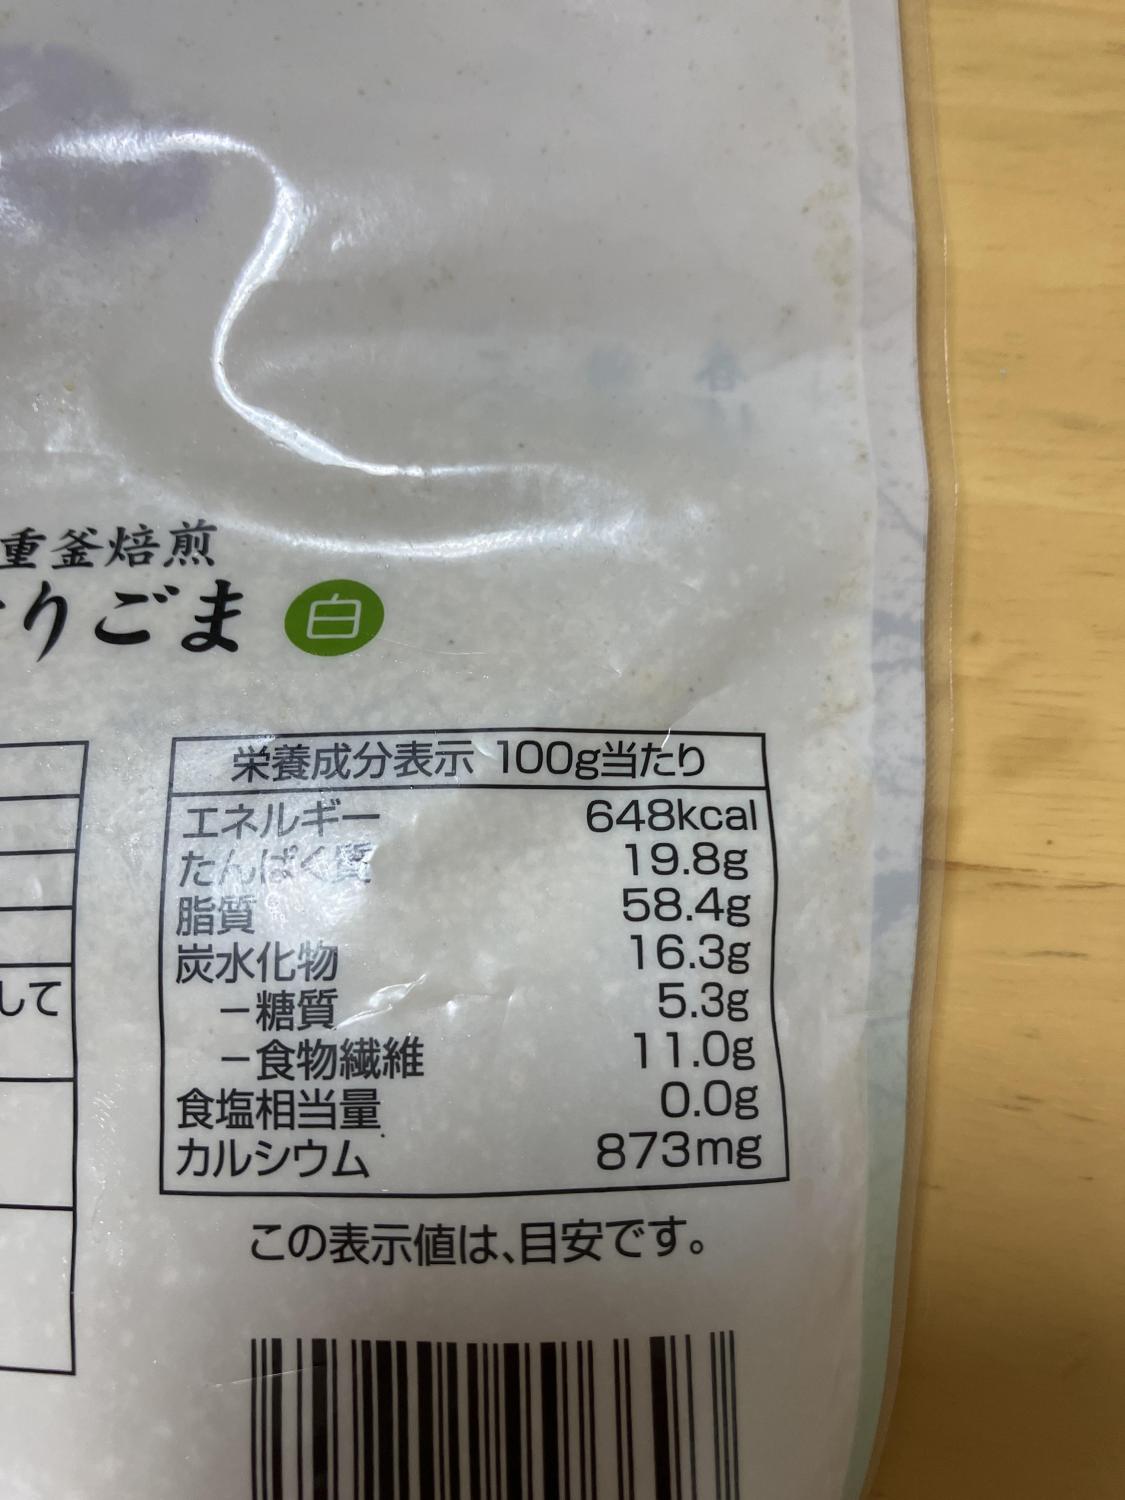 重釜焙煎
りごま 白
栄養成分表示 100g当たり
エネルギー 648kcal
たんぱく質 19.8g
脂質 58.4g
炭水化物 16.3g
－糖質 5.3g
－食物繊維 11.0g
食塩相当量 0.0g
カルシウム 873mg
して
この表示値は、目安です。